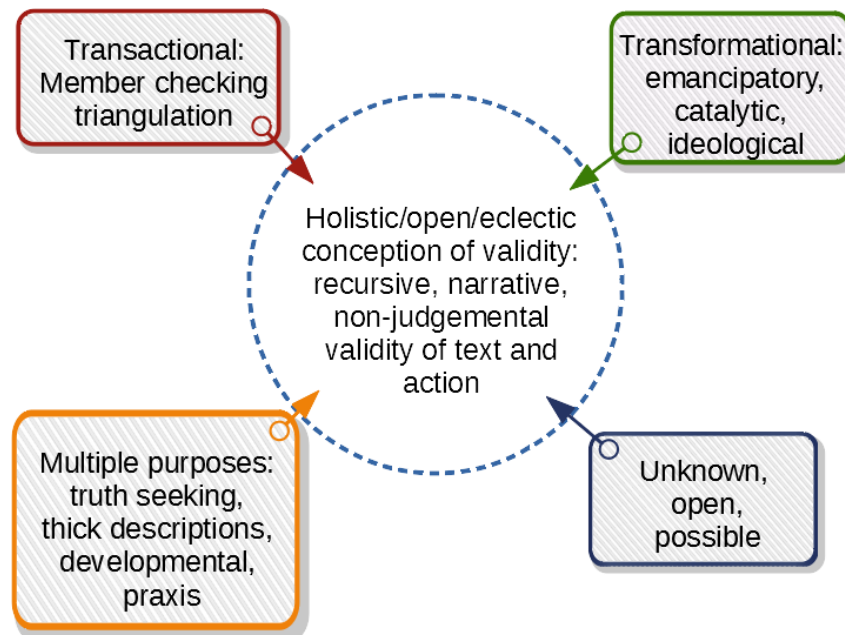 Transactional:
Member checking
triangulation
Transformational:
emancipatory,
catalytic,
ideological
Holistic/open/eclectic
conception of validity:
recursive, narrative,
non-judgemental
validity of text and
action
Multiple purposes:
truth seeking,
thick descriptions,
developmental,
praxis
Unknown,
open,
possible